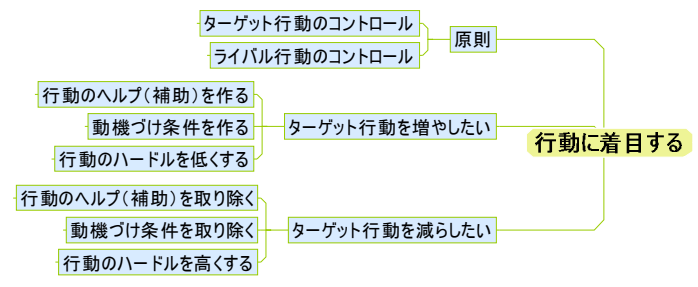 ターゲット行動のコントロール
ライバル行動のコントロール
原則
行動のヘルプ(補助)を作る
動機づけ条件を作る
行動のハードルを低くする
ターゲット行動を増やしたい
行動に着目する
行動のヘルプ(補助)を取り除く
動機づけ条件を取り除く
行動のハードルを高くする
ターゲット行動を減らしたい